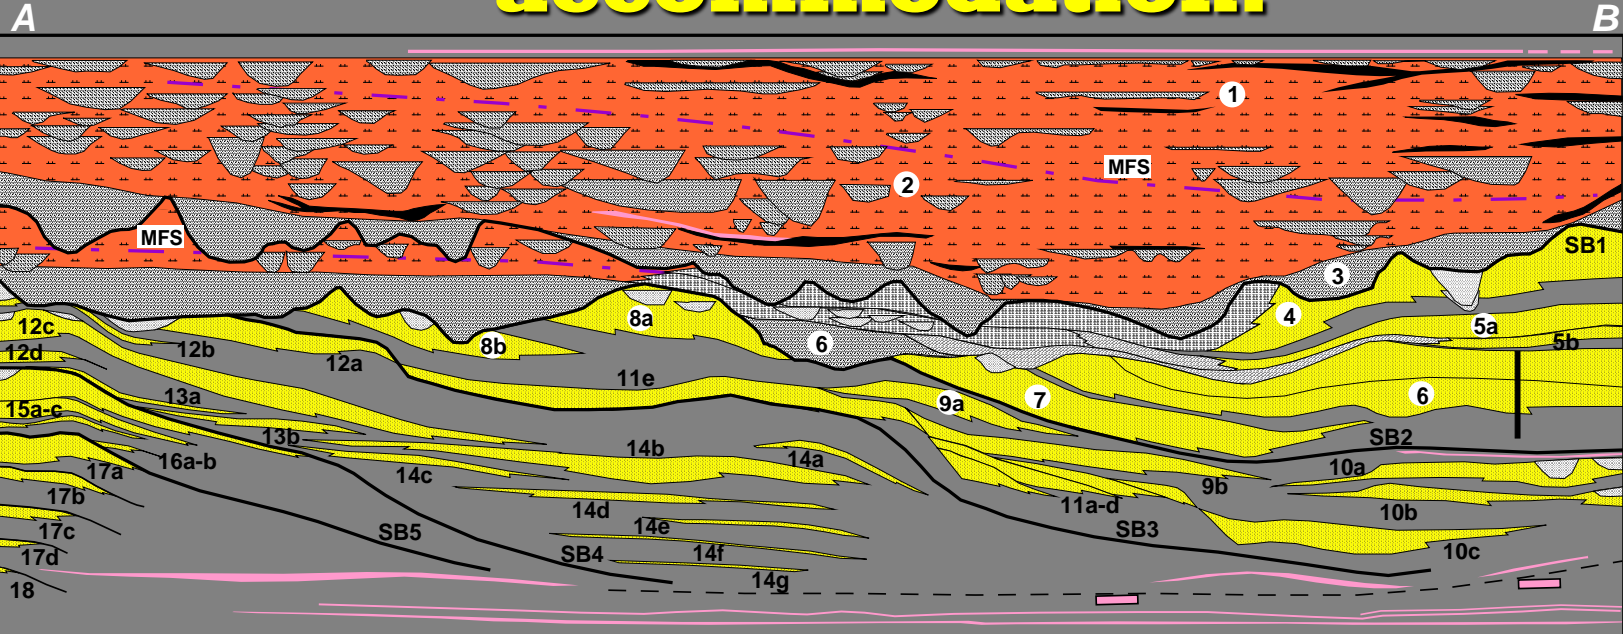 accommodation.
A B
1
MFS
2
MFS
SB1
3
4
8a
5a
12c
6
5b
12d
12b
8b
12a
11e
13a
9a
7
6
15a-c
13b
SB2
14b
16a-b
14a
10a
17a
14c
9b
17b
11a-d
14d
10b
17c
SB5
14e
SB3
17d
SB4
14f
10c
18
14g